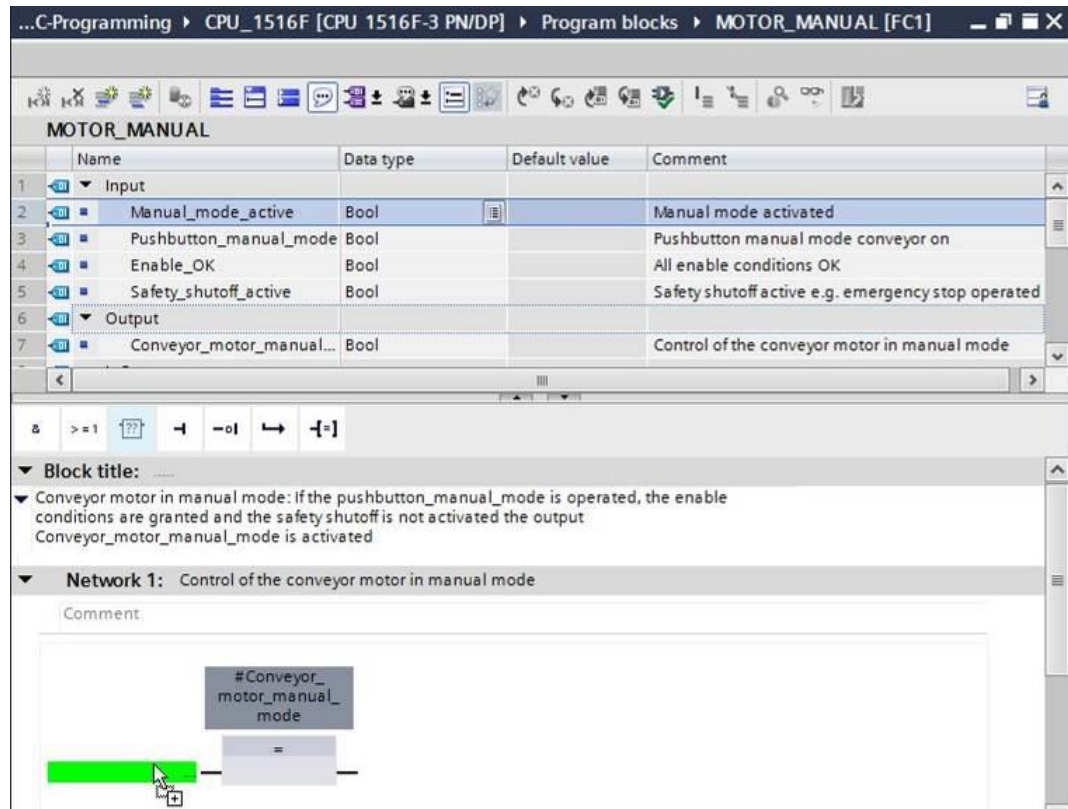 ...C-Programming ▸ CPU_1516F [CPU 1516F-3 PN/DP] ▸ Program blocks ▸ MOTOR_MANUAL [FC1]
MOTOR_MANUAL
Name Data type Default value Comment
1 Input
2 Manual_mode_active Bool Manual mode activated
3 Pushbutton_manual_mode Bool Pushbutton manual mode conveyor on
4 Enable_OK Bool All enable conditions OK
5 Safety_shutoff_active Bool Safety shutoff active e.g. emergency stop operated
6 Output
7 Conveyor_motor_manual... Bool Control of the conveyor motor in manual mode
& >=1 ?? -o| [=]
Block title: .....
Conveyor motor in manual mode: If the pushbutton_manual_mode is operated, the enable
conditions are granted and the safety shutoff is not activated the output
Conveyor_motor_manual_mode is activated
Network 1: Control of the conveyor motor in manual mode
Comment
#Conveyor_
motor_manual_
mode
=
...